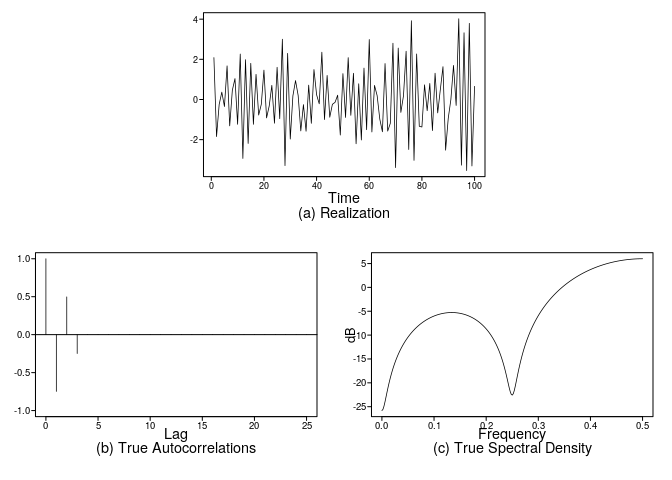 4
2
0
-2
0 20 40 60 80 100
Time
(a) Realization
1.0
0.5
0.0
-0.5
-1.0
0 5 10 15 20 25
Lag
(b) True Autocorrelations
dB
5
0
-5
-10
-15
-20
-25
0.0 0.1 0.2 0.3 0.4 0.5
Frequency
(c) True Spectral Density